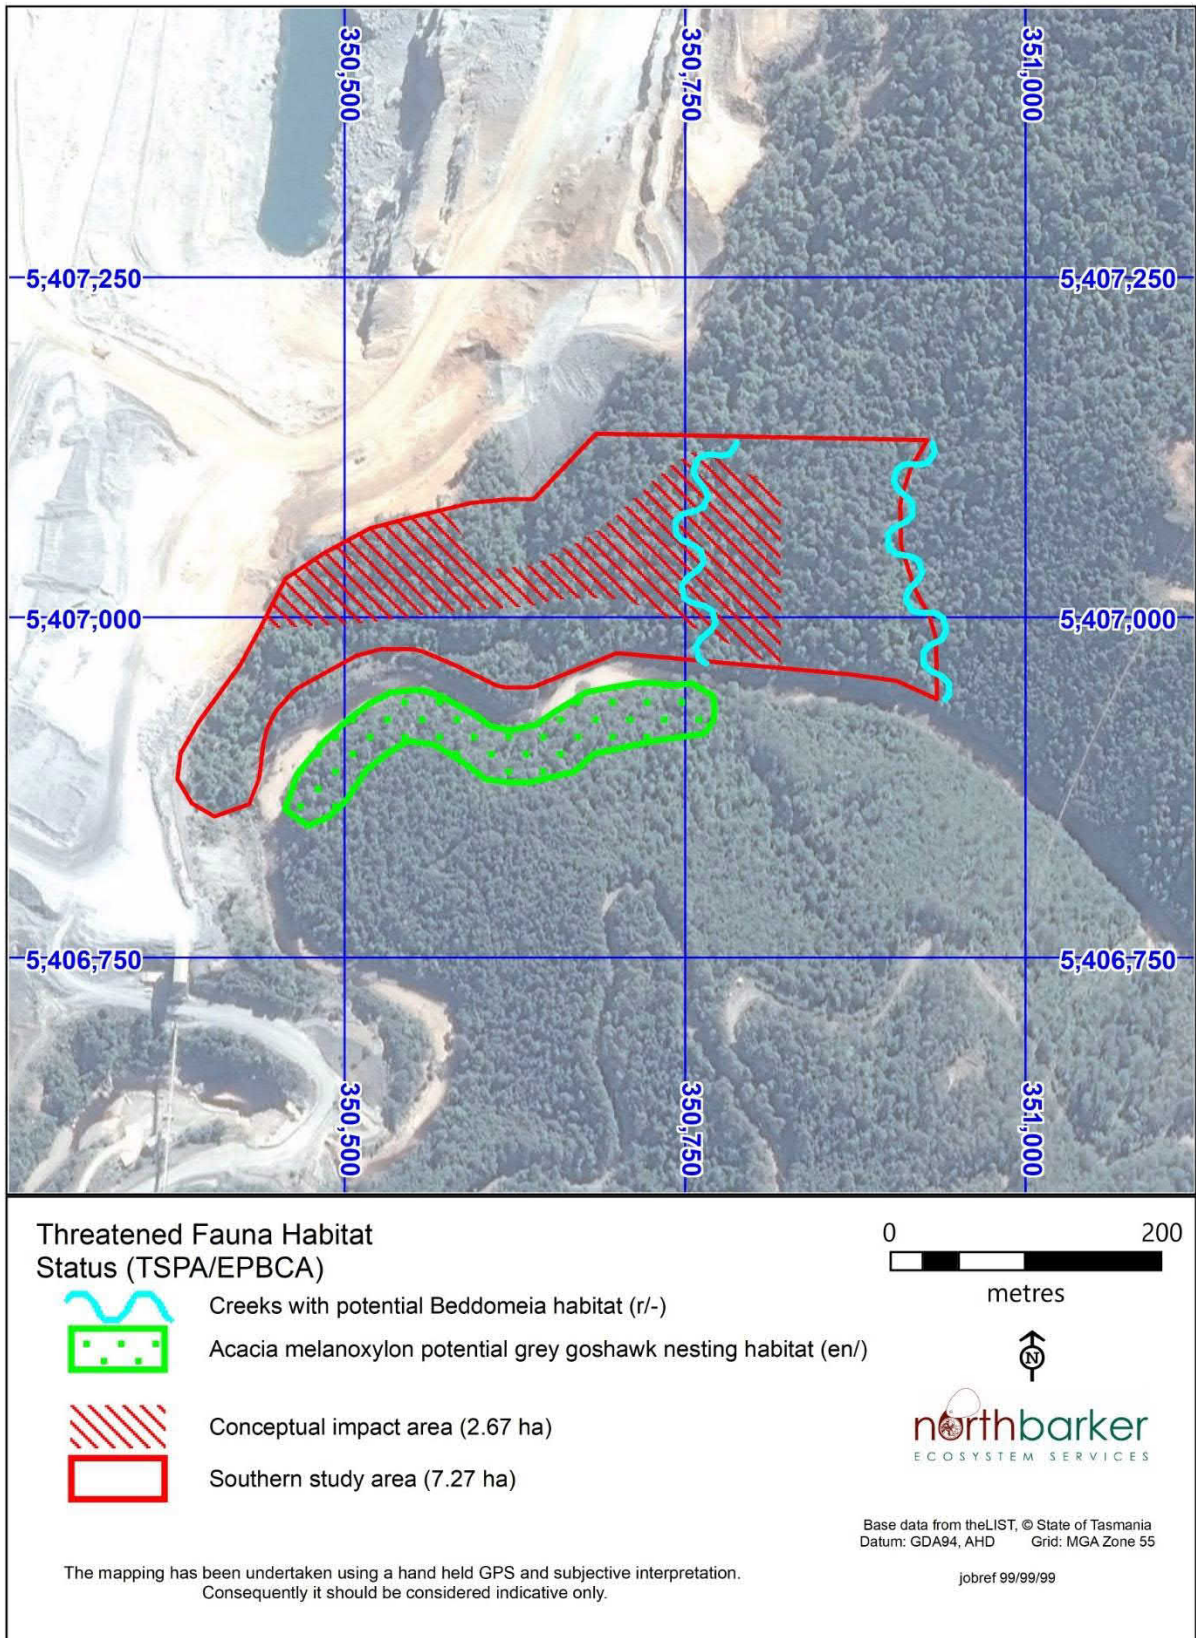 350,500
350,750
351,000
5,407,250
5,407,250
5,407,000
5,407,000
5,406,750
5,406,750
350,500
350,750
351,000
Threatened Fauna Habitat
Status (TSPA/EPBCA)
Creeks with potential Beddomeia habitat (r/-)
Acacia melanoxylon potential grey goshawk nesting habitat (en/)
Conceptual impact area (2.67 ha)
Southern study area (7.27 ha)
The mapping has been undertaken using a hand held GPS and subjective interpretation.
Consequently it should be considered indicative only.
0 200
metres
N
northbarker
ECOSYSTEM SERVICES
Base data from theLIST, © State of Tasmania
Datum: GDA94, AHD Grid: MGA Zone 55
jobref 99/99/99